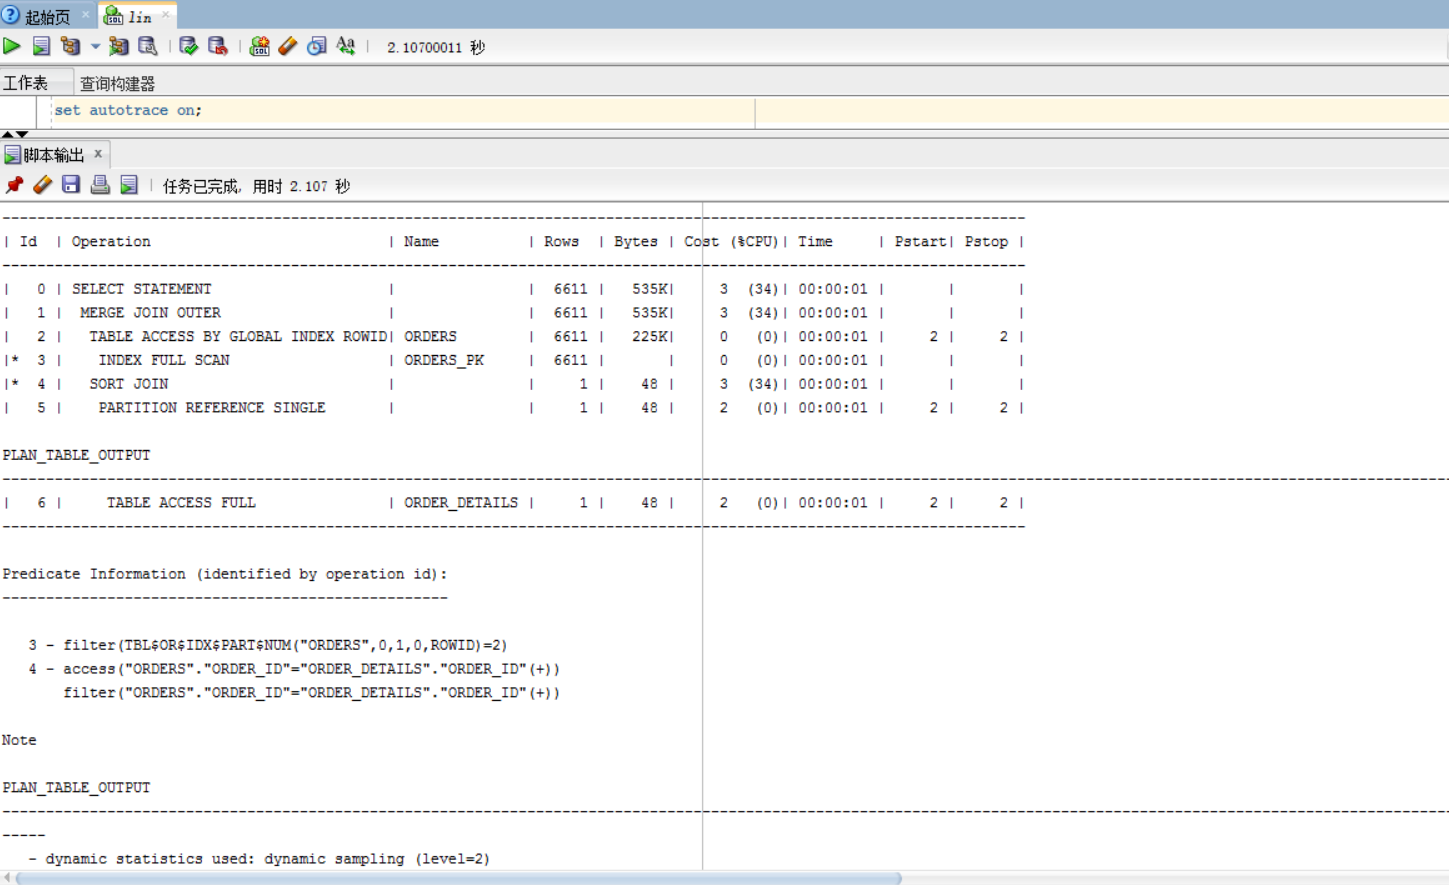 起始页 lin
2.10700011 秒
工作表 查询构建器
set autotrace on;
脚本输出 x
任务已完成, 用时 2.107 秒
--------------------------------------------------------------------------------------------------------------------
| Id  | Operation                           | Name          | Rows  | Bytes | Cost (%CPU)| Time     | Pstart| Pstop |
--------------------------------------------------------------------------------------------------------------------
|   0 | SELECT STATEMENT                    |               |  6611 |   535K|     3  (34)| 00:00:01 |       |       |
|   1 |  MERGE JOIN OUTER                   |               |  6611 |   535K|     3  (34)| 00:00:01 |       |       |
|   2 |   TABLE ACCESS BY GLOBAL INDEX ROWID| ORDERS        |  6611 |   225K|     0   (0)| 00:00:01 |     2 |     2 |
|*  3 |    INDEX FULL SCAN                  | ORDERS_PK     |  6611 |       |     0   (0)| 00:00:01 |       |       |
|*  4 |   SORT JOIN                         |               |     1 |    48 |     3  (34)| 00:00:01 |       |       |
|   5 |    PARTITION REFERENCE SINGLE       |               |     1 |    48 |     2   (0)| 00:00:01 |     2 |     2 |
PLAN_TABLE_OUTPUT
--------------------------------------------------------------------------------------------------------------------
|   6 |     TABLE ACCESS FULL               | ORDER_DETAILS |     1 |    48 |     2   (0)| 00:00:01 |     2 |     2 |
--------------------------------------------------------------------------------------------------------------------
Predicate Information (identified by operation id):
---------------------------------------------------
   3 - filter(TBL$OR$IDX$PART$NUM("ORDERS",0,1,0,ROWID)=2)
   4 - access("ORDERS"."ORDER_ID"="ORDER_DETAILS"."ORDER_ID"(+))
       filter("ORDERS"."ORDER_ID"="ORDER_DETAILS"."ORDER_ID"(+))
Note
PLAN_TABLE_OUTPUT
--------------------------------------------------------------------------------------------------------------------
-----
   - dynamic statistics used: dynamic sampling (level=2)